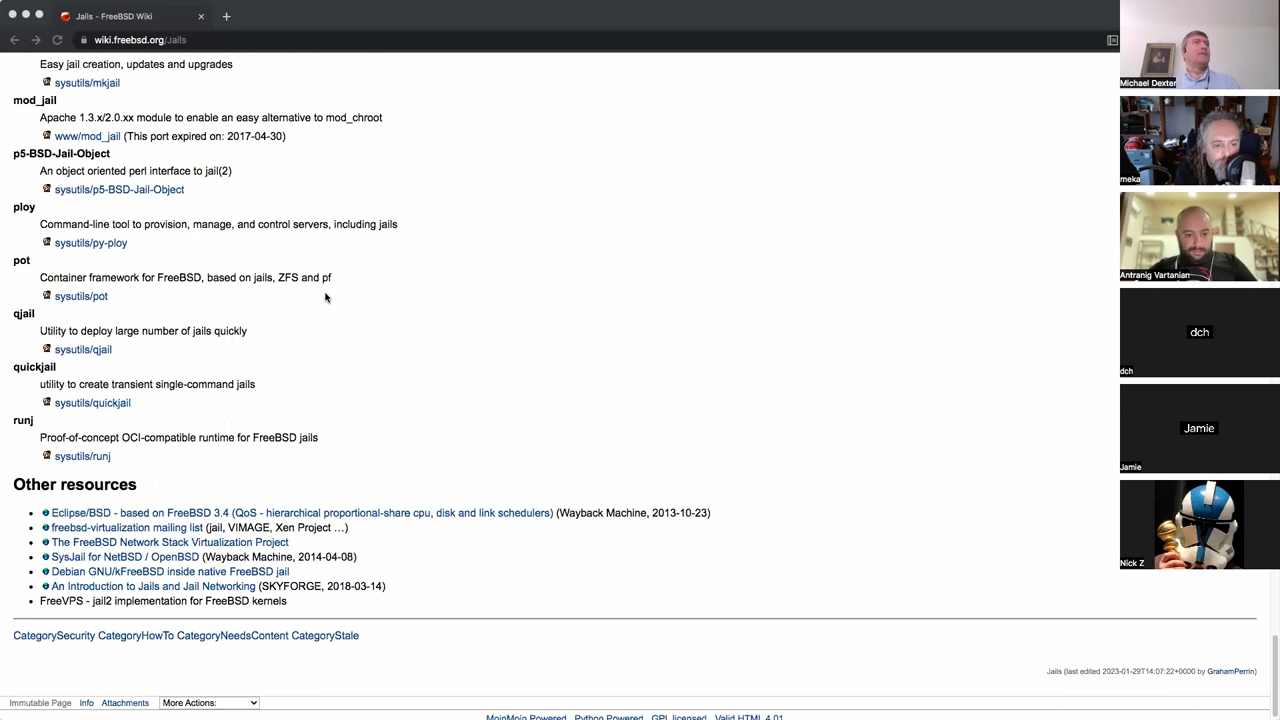 Jails - FreeBSD Wiki
wiki.freebsd.org/Jails
Easy jail creation, updates and upgrades
sysutils/mkjail
mod_jail
Apache 1.3.x/2.0.xx module to enable an easy alternative to mod_chroot
www/mod_jail (This port expired on: 2017-04-30)
p5-BSD-Jail-Object
An object oriented perl interface to jail(2)
sysutils/p5-BSD-Jail-Object
ploy
Command-line tool to provision, manage, and control servers, including jails
sysutils/py-ploy
pot
Container framework for FreeBSD, based on jails, ZFS and pf
sysutils/pot
qjail
Utility to deploy large number of jails quickly
sysutils/qjail
quickjail
utility to create transient single-command jails
sysutils/quickjail
runj
Proof-of-concept OCI-compatible runtime for FreeBSD jails
sysutils/runj
Other resources
Eclipse/BSD - based on FreeBSD 3.4 (QoS - hierarchical proportional-share cpu, disk and link schedulers) (Wayback Machine, 2013-10-23)
freebsd-virtualization mailing list (jail, VIMAGE, Xen Project …)
The FreeBSD Network Stack Virtualization Project
SysJail for NetBSD / OpenBSD (Wayback Machine, 2014-04-08)
Debian GNU/kFreeBSD inside native FreeBSD jail
An Introduction to Jails and Jail Networking (SKYFORGE, 2018-03-14)
FreeVPS - jail2 implementation for FreeBSD kernels
CategorySecurity CategoryHowTo CategoryNeedsContent CategoryStale
Jails (last edited 2023-01-29T14:07:22+0000 by GrahamPerrin)
Immutable Page Info Attachments More Actions:
MoinMoin Powered Python Powered GPL licensed Valid HTML 4.01
Michael Dexter
meka
Antranig Vartanian
dch
dch
Jamie
Jamie
Nick Z